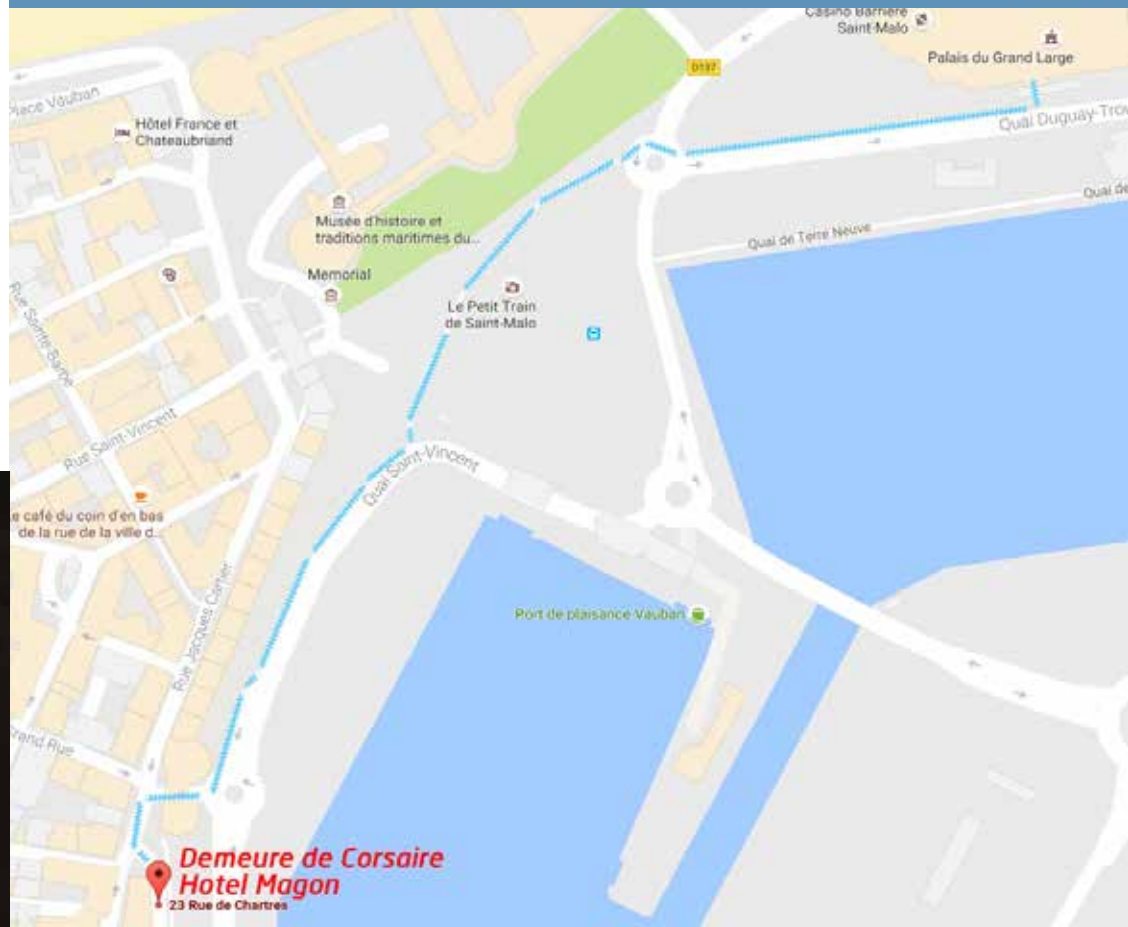 Casino Barrière
Saint-Malo
Palais du Grand Large
D137
Place Vauban
Quai Duguay-Trou
Hôtel France et
Chateaubriand
Musée d'histoire et
traditions maritimes du...
Quai de
Quai de Terre Neuve
Memorial
Le Petit Train
de Saint-Malo
Rue Sainte-Barbe
Rue Saint-Vincent
Quai Saint-Vincent
e café du coin d'en bas
de la rue de la ville d...
Rue Jacques Cartier
Port de plaisance Vauban
Grand Rue
Demeure de Corsaire
Hotel Magon
23 Rue de Chartres